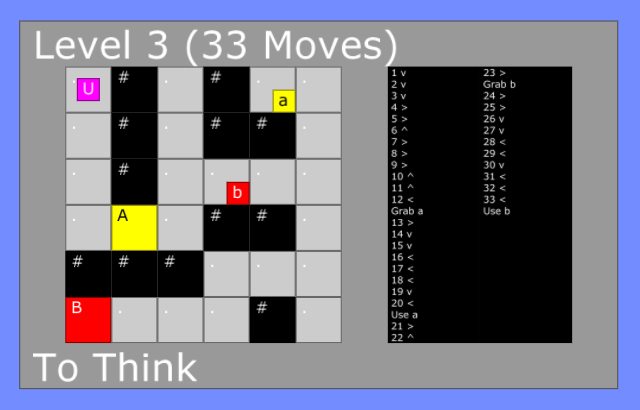 Level 3 (33 Moves)
. U # . # . a .
. # . # # .
. # . . b . .
. A . # # .
# # # . . .
B . . . # .
1 v
2 v
3 v
4 >
5 >
6 ^
7 >
8 >
9 >
10 ^
11 ^
12 <
Grab a
13 >
14 v
15 v
16 <
17 <
18 <
19 v
20 <
Use a
21 >
22 ^
23 >
Grab b
24 >
25 >
26 v
27 v
28 <
29 <
30 v
31 <
32 <
33 <
Use b
To Think